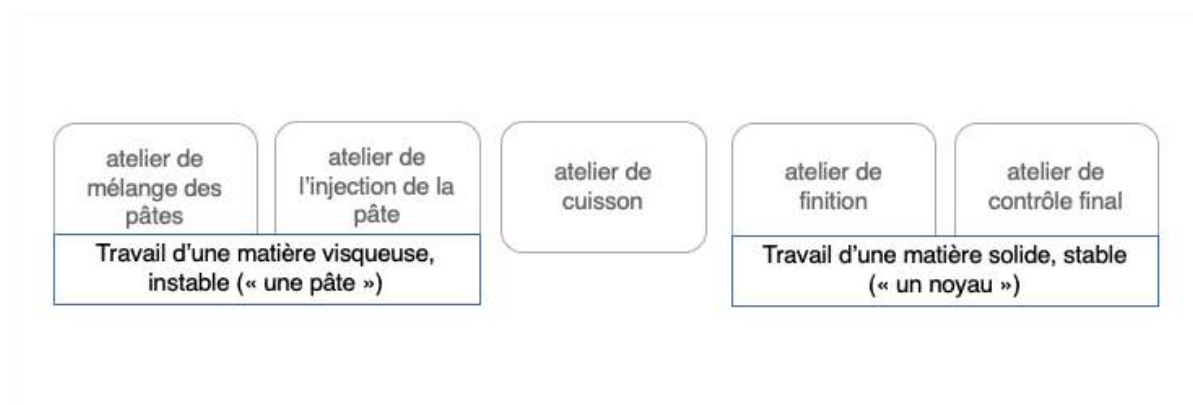 atelier de
mélange des
pâtes
atelier de
l'injection de la
pâte
atelier de
cuisson
atelier de
finition
atelier de
contrôle final
Travail d'une matière visqueuse,
instable (« une pâte »)
Travail d'une matière solide, stable
(« un noyau »)